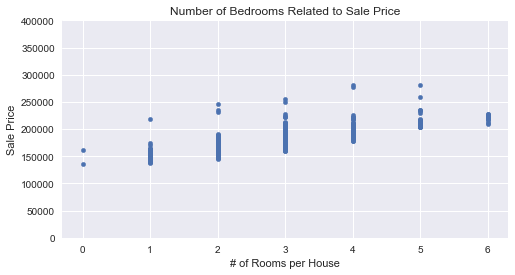 Number of Bedrooms Related to Sale Price
400000
350000
300000
250000
200000
150000
100000
50000
0
Sale Price
0 1 2 3 4 5 6
# of Rooms per House